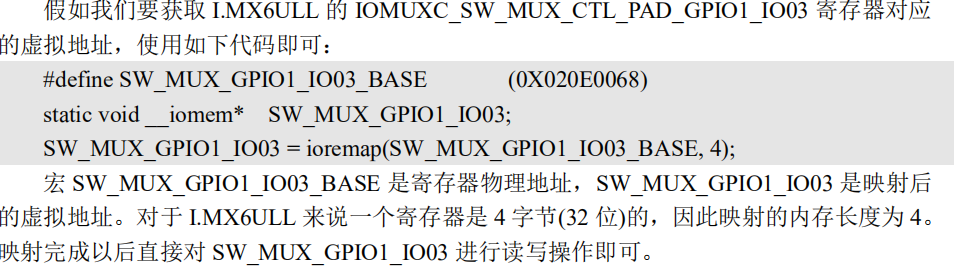 假如我们要获取 I.MX6ULL 的 IOMUXC_SW_MUX_CTL_PAD_GPIO1_IO03 寄存器对应
的虚拟地址，使用如下代码即可：
#define SW_MUX_GPIO1_IO03_BASE (0X020E0068)
static void __iomem* SW_MUX_GPIO1_IO03;
SW_MUX_GPIO1_IO03 = ioremap(SW_MUX_GPIO1_IO03_BASE, 4);
宏 SW_MUX_GPIO1_IO03_BASE 是寄存器物理地址，SW_MUX_GPIO1_IO03 是映射后
的虚拟地址。对于 I.MX6ULL 来说一个寄存器是 4 字节(32 位)的，因此映射的内存长度为 4。
映射完成以后直接对 SW_MUX_GPIO1_IO03 进行读写操作即可。